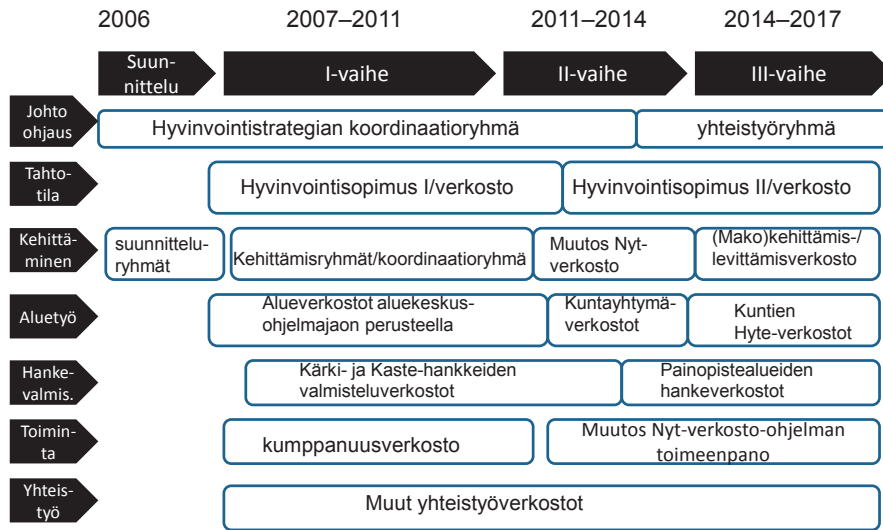 2006 2007–2011 2011–2014 2014–2017
Suun-
nittelu
I-vaihe II-vaihe III-vaihe
Johto
ohjaus
Hyvinvointistrategian koordinaatioryhmä yhteistyöryhmä
Tahto-
tila
Hyvinvointisopimus I/verkosto Hyvinvointisopimus II/verkosto
Kehittä-
minen
suunnittelu-
ryhmät
Kehittämisryhmät/koordinaatioryhmä
Muutos Nyt-
verkosto
(Mako)kehittämis-/
levittämisverkosto
Aluetyö
Alueverkostot aluekeskus-
ohjelmajaon perusteella
Kuntayhtymä-
verkostot
Kuntien
Hyte-verkostot
Hanke-
valmis.
Kärki- ja Kaste-hankkeiden
valmisteluverkostot
Painopistealueiden
hankeverkostot
Toimin-
ta
kumppanuusverkosto
Muutos Nyt-verkosto-ohjelman
toimeenpano
Yhteis-
työ
Muut yhteistyöverkostot